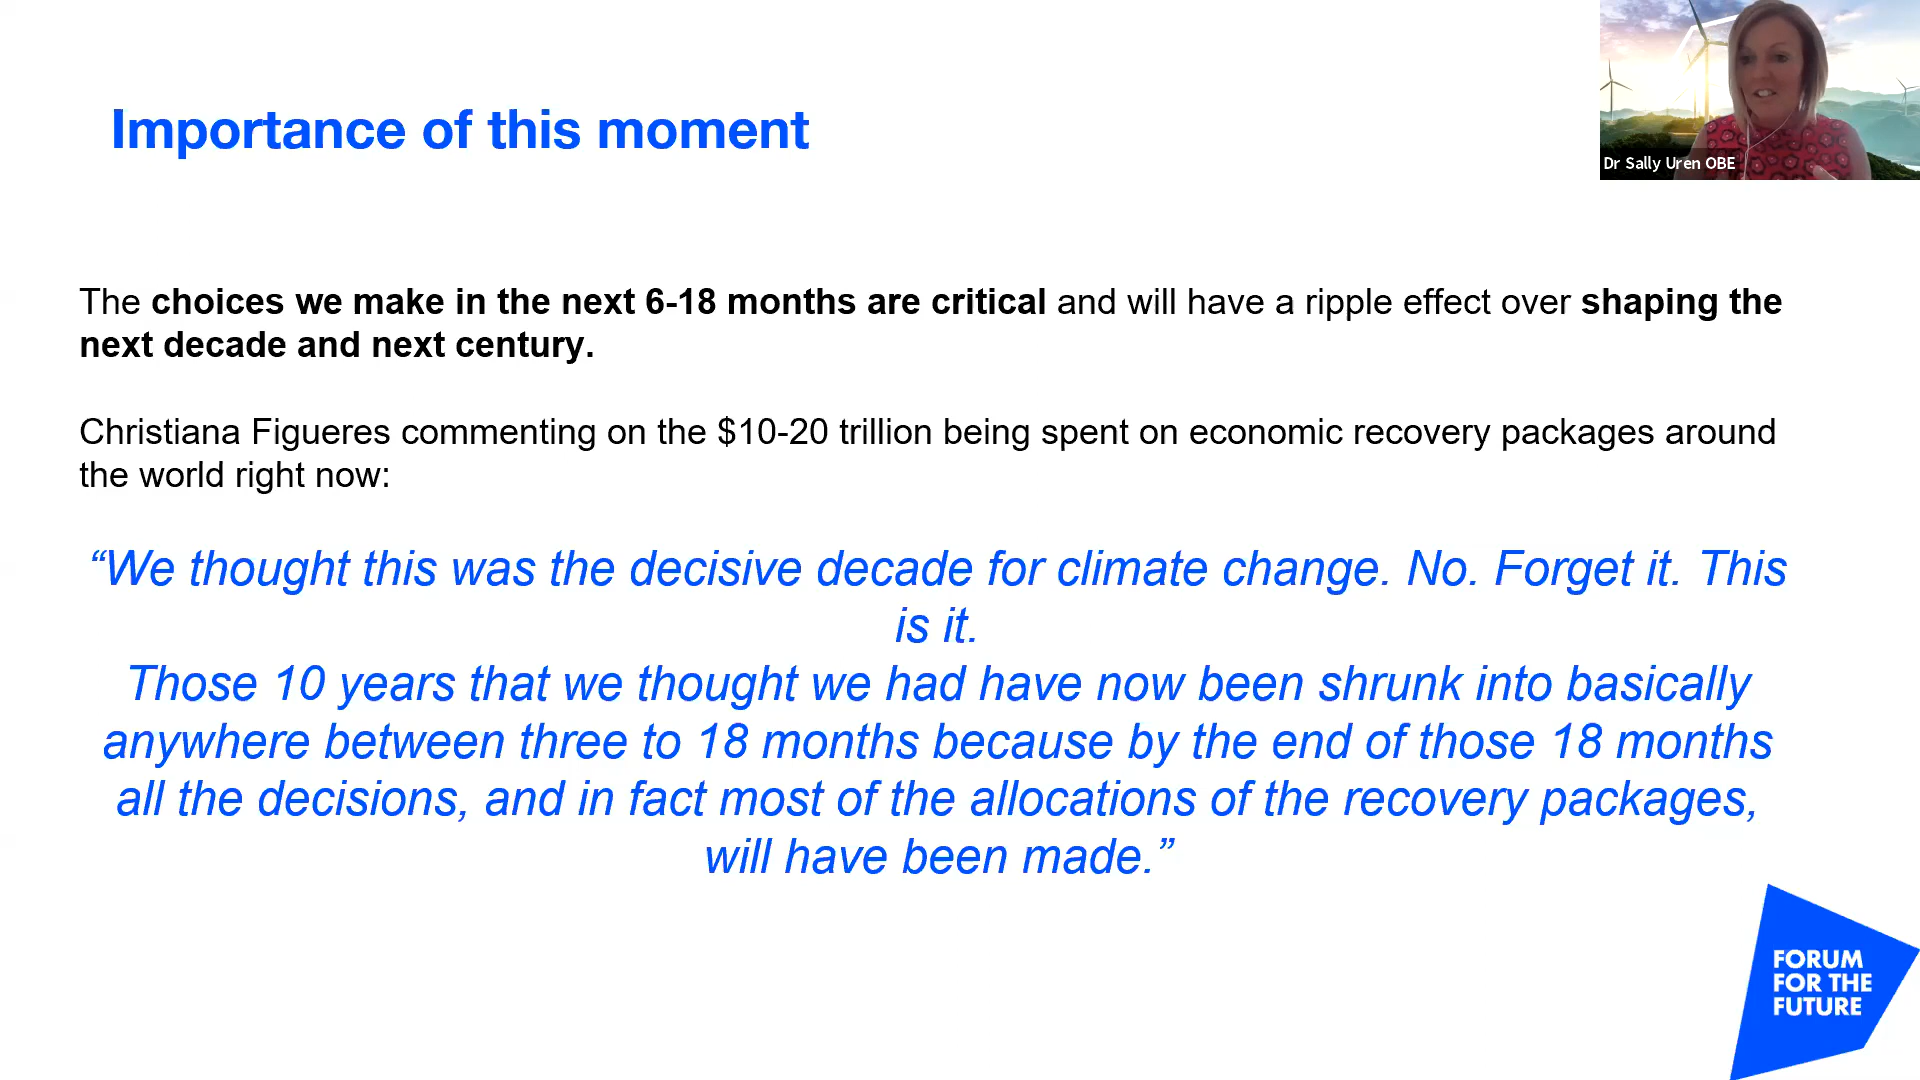 Importance of this moment
Dr Sally Uren OBE
The choices we make in the next 6-18 months are critical and will have a ripple effect over shaping the
next decade and next century.
Christiana Figueres commenting on the $10-20 trillion being spent on economic recovery packages around
the world right now:
“We thought this was the decisive decade for climate change. No. Forget it. This
is it.
Those 10 years that we thought we had have now been shrunk into basically
anywhere between three to 18 months because by the end of those 18 months
all the decisions, and in fact most of the allocations of the recovery packages,
will have been made.”
FORUM
FOR THE
FUTURE